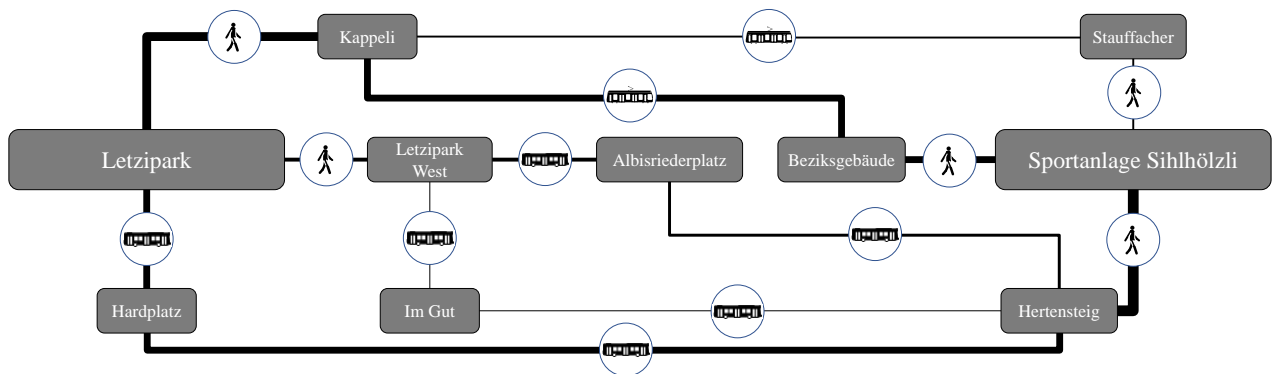 Kappeli
Stauffacher
Letzipark
Letzipark
West
Albisriederplatz
Beziksgebäude
Sportanlage Sihlhölzli
Hardplatz
Im Gut
Hertensteig